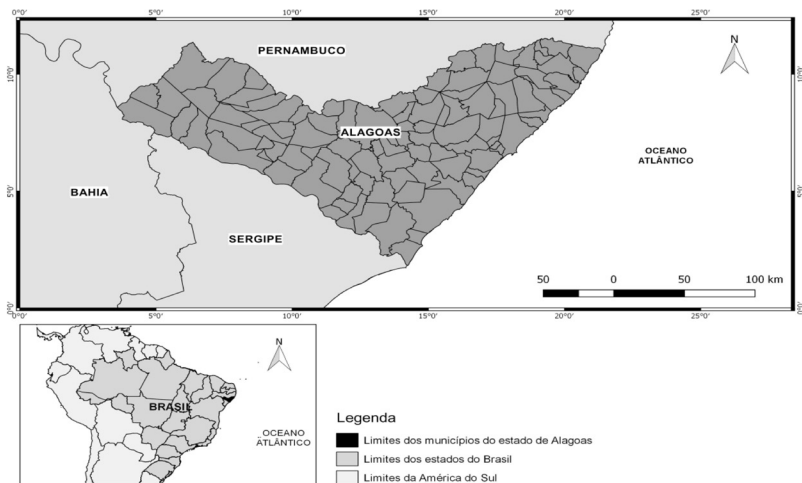 0°0'
5°0'
10°0'
15°0'
20°0'
25°0'
PERNAMBUCO
N
10°0'
10°0'
ALAGOAS
OCEANO
ATLÂNTICO
BAHIA
5°0'
5°0'
SERGIPE
50 0 50 100 km
0°0'
0°0'
0°0'
5°0'
10°0'
15°0'
20°0'
25°0'
N
BRASIL
OCEANO
ATLÂNTICO
Legenda
Limites dos municípios do estado de Alagoas
Limites dos estados do Brasil
Limites da América do Sul